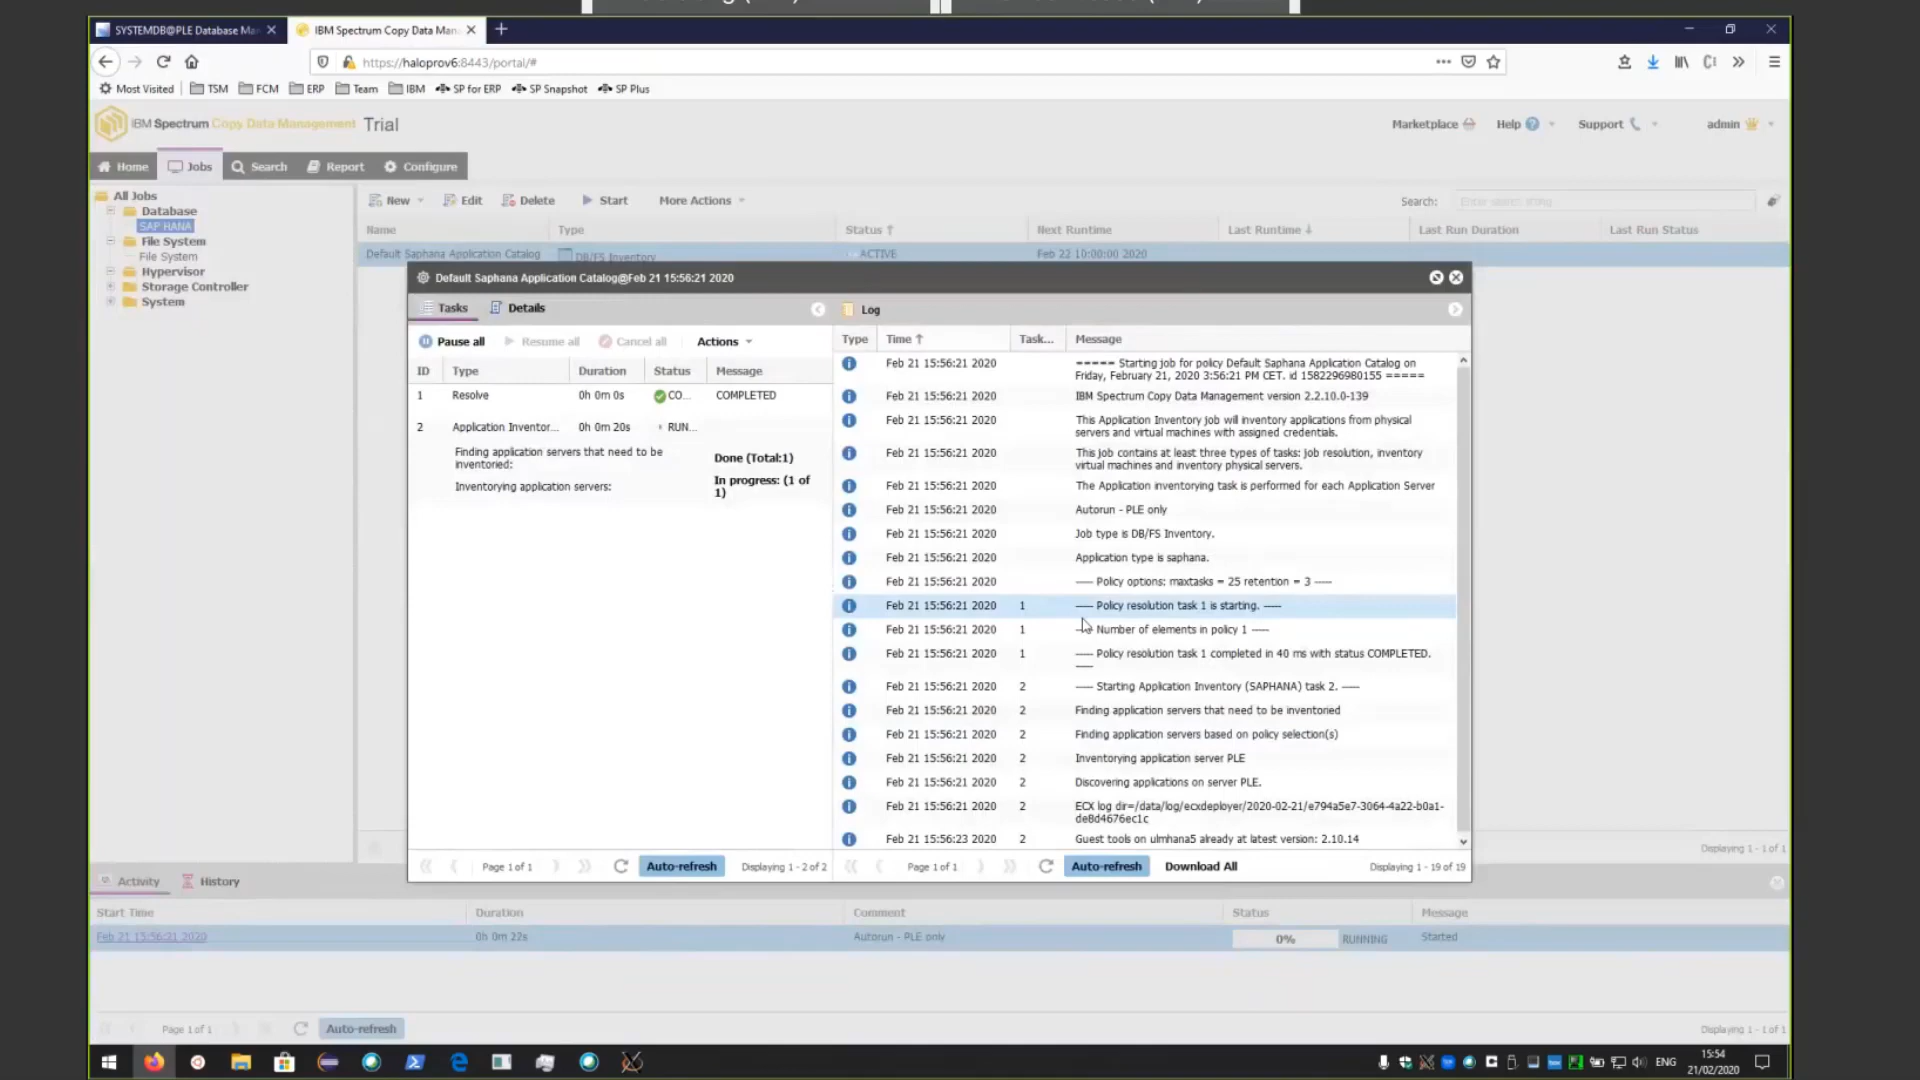 SYSTEMDB@PLE Database Ma
IBM Spectrum Copy Data Mana
https://haloprov6:8443/portal/#
Most Visited TSM FCM ERP Team IBM SP for ERP SP Snapshot SP Plus
IBM Spectrum Copy Data Management Trial
Marketplace Help Support admin
Home Jobs Search Report Configure
All Jobs
Database
SAP HANA
File System
File System
Hypervisor
Storage Controller
System
New Edit Delete Start More Actions
Search: Enter search string
Name Type Status Next Runtime Last Runtime Last Run Duration Last Run Status
Default Saphana Application Catalog DB/FS Inventory ACTIVE Feb 22 10:00:00 2020
Default Saphana Application Catalog@Feb 21 15:56:21 2020
Tasks Details
Pause all Resume all Cancel all Actions
ID Type Duration Status Message
1 Resolve 0h 0m 0s CO... COMPLETED
2 Application Inventor... 0h 0m 20s RUN...
Finding application servers that need to be inventoried:
Done (Total:1)
Inventorying application servers:
In progress: (1 of 1)
Page 1 of 1 Auto-refresh Displaying 1 - 2 of 2
Log
Type Time Task... Message
Feb 21 15:56:21 2020 ===== Starting job for policy Default Saphana Application Catalog on
Friday, February 21, 2020 3:56:21 PM CET. id 1582296980155 =====
Feb 21 15:56:21 2020 IBM Spectrum Copy Data Management version 2.2.10.0-139
Feb 21 15:56:21 2020 This Application Inventory job will inventory applications from physical
servers and virtual machines with assigned credentials.
Feb 21 15:56:21 2020 This job contains at least three types of tasks: job resolution, inventory
virtual machines and inventory physical servers.
Feb 21 15:56:21 2020 The Application inventorying task is performed for each Application Server
Feb 21 15:56:21 2020 Autorun - PLE only
Feb 21 15:56:21 2020 Job type is DB/FS Inventory.
Feb 21 15:56:21 2020 Application type is saphana.
Feb 21 15:56:21 2020 ----- Policy options: maxtasks = 25 retention = 3 -----
Feb 21 15:56:21 2020 1 ----- Policy resolution task 1 is starting. -----
Feb 21 15:56:21 2020 1 ----- Number of elements in policy 1 -----
Feb 21 15:56:21 2020 1 ----- Policy resolution task 1 completed in 40 ms with status COMPLETED.
-----
Feb 21 15:56:21 2020 2 ----- Starting Application Inventory (SAPHANA) task 2. -----
Feb 21 15:56:21 2020 2 Finding application servers that need to be inventoried
Feb 21 15:56:21 2020 2 Finding application servers based on policy selection(s)
Feb 21 15:56:21 2020 2 Inventorying application server PLE
Feb 21 15:56:21 2020 2 Discovering applications on server PLE.
Feb 21 15:56:21 2020 2 ECX log dir=/data/log/ecxdeployer/2020-02-21/e794a5e7-3064-4a22-b0a1-
de8d4676ec1c
Feb 21 15:56:23 2020 2 Guest tools on ulmhana5 already at latest version: 2.10.14
Page 1 of 1 Auto-refresh Download All Displaying 1 - 19 of 19
Displaying 1 - 1 of 1
Activity History
Start Time Duration Comment Status Message
Feb 21 15:56:21 2020 0h 0m 22s Autorun - PLE only 0% RUNNING Started
Page 1 of 1 Auto-refresh Displaying 1 - 1 of 1
ENG
15:54
21/02/2020